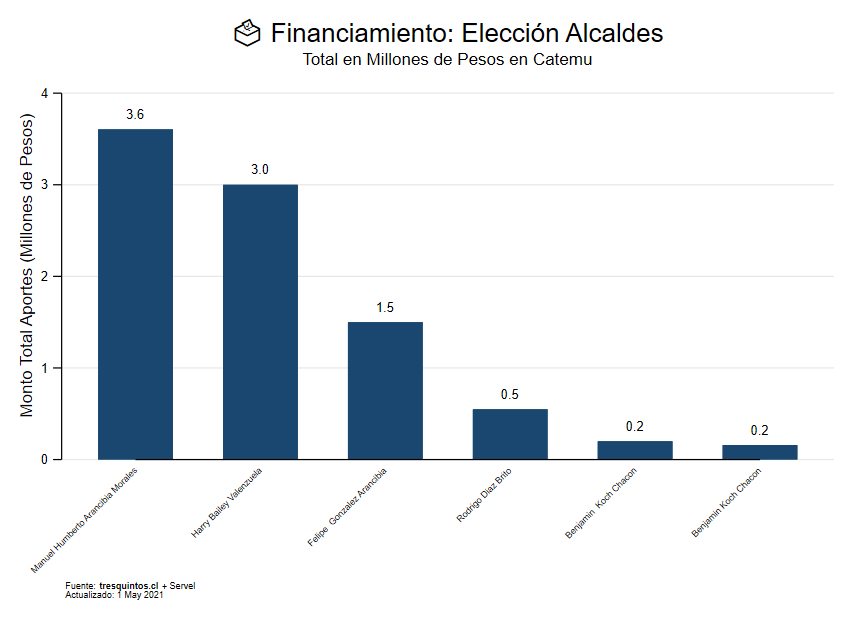 Financiamiento: Elección Alcaldes
Total en Millones de Pesos en Catemu
Monto Total Aportes (Millones de Pesos)
4
3
2
1
0
3.6
3.0
1.5
0.5
0.2
0.2
Manuel Humberto Arancibia Morales
Harry Bailey Valenzuela
Felipe  Gonzalez Arancibia
Rodrigo Diaz Brito
Benjamin  Koch Chacon
Benjamin Koch Chacon
Fuente: tresquintos.cl + Servel
Actualizado: 1 May 2021